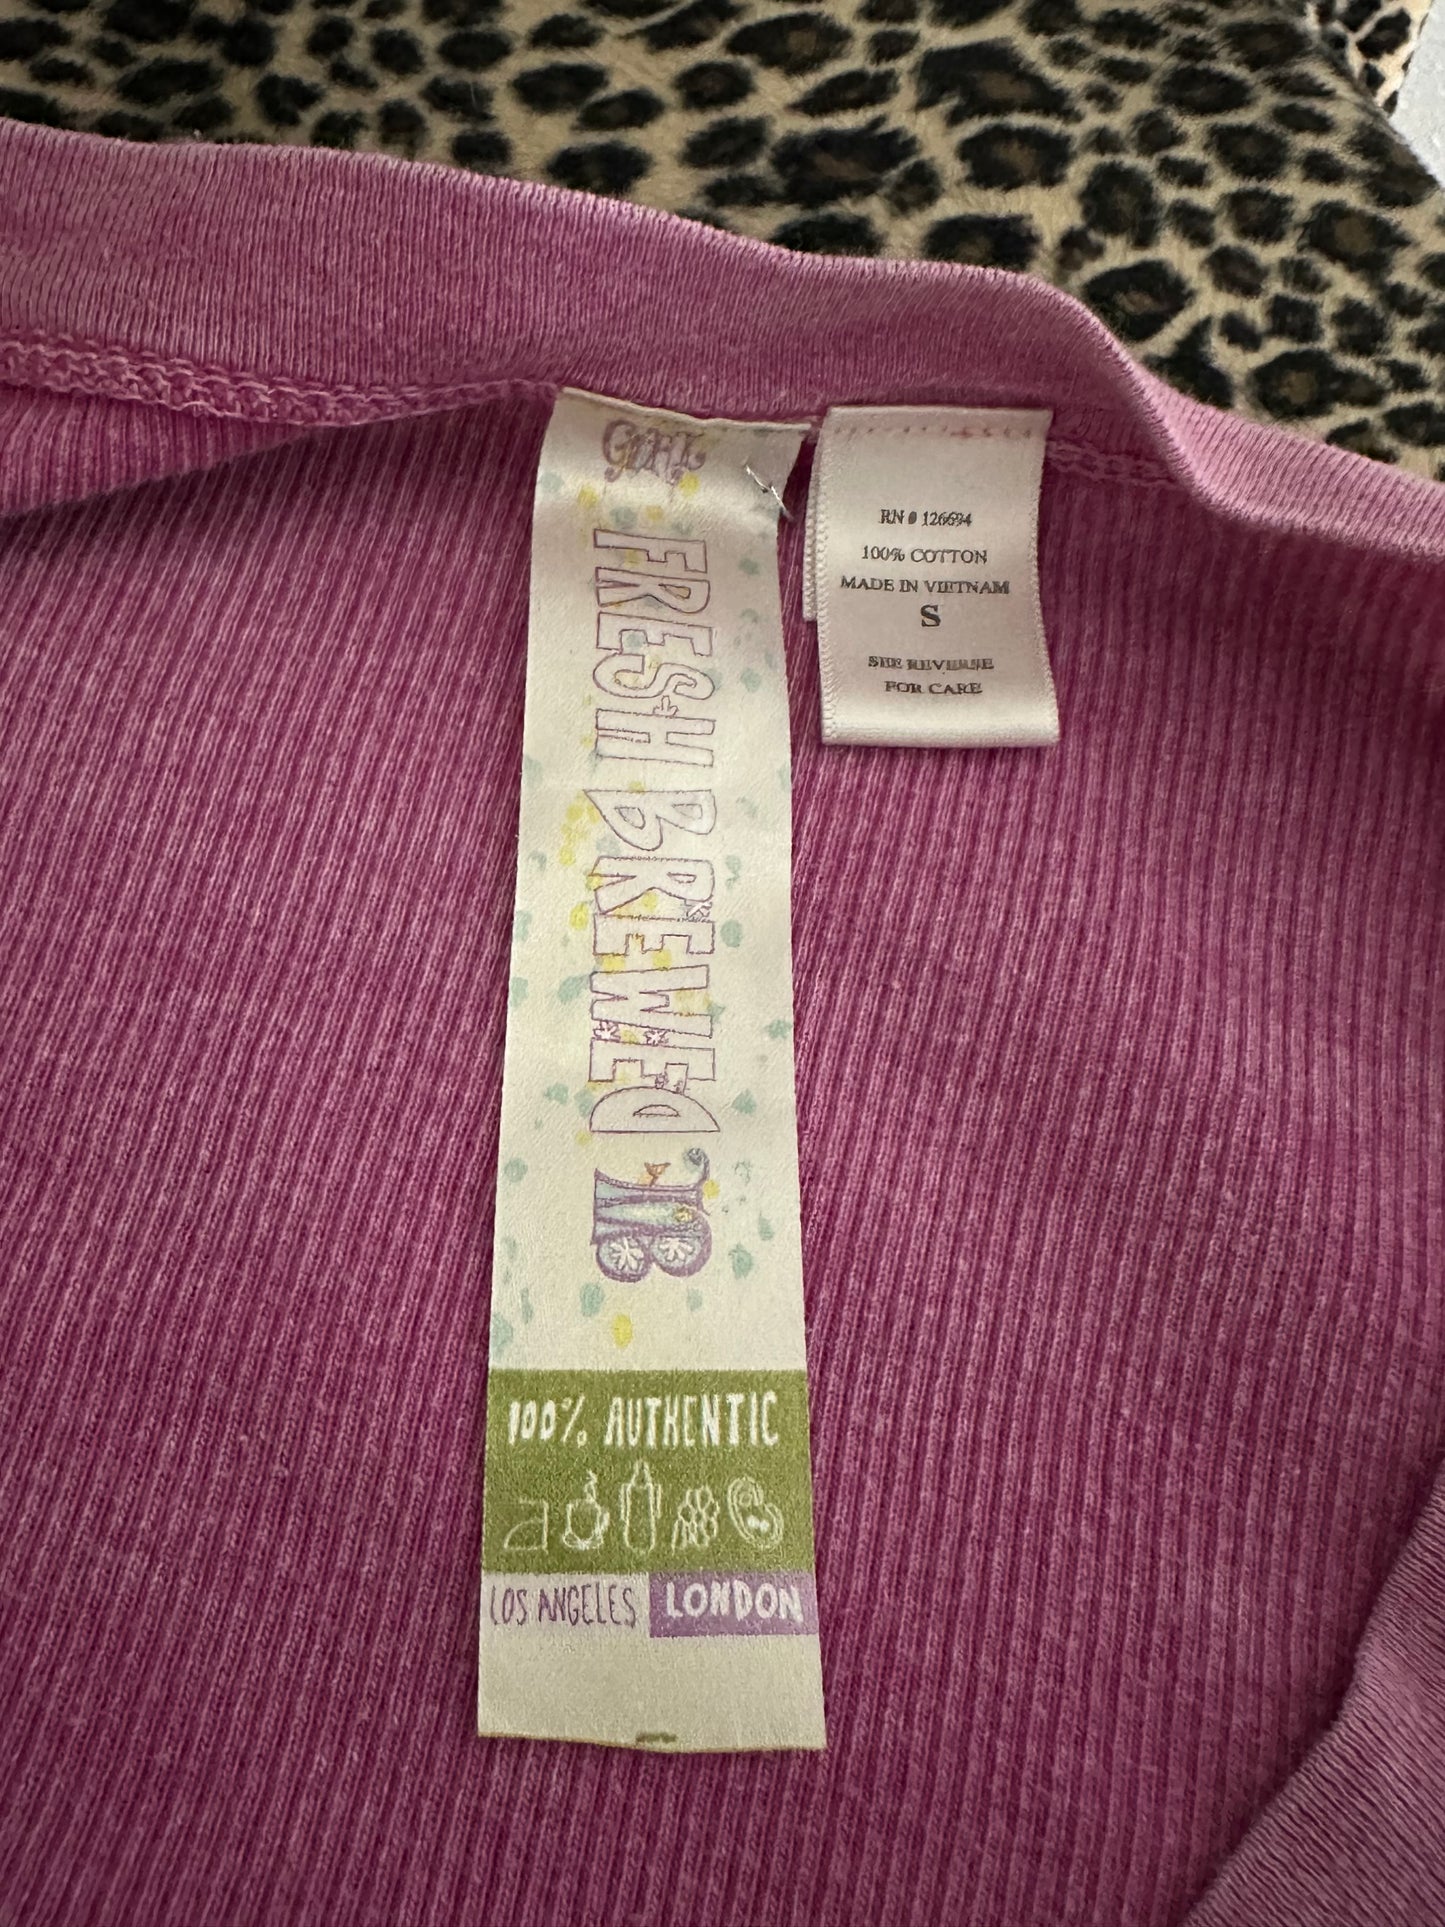 GIRL
FRESH BREWED
TB
100% AUTHENTIC
LOS ANGELES LONDON
RN # 126694
100% COTTON
MADE IN VIETNAM
S
SEE REVERSE
FOR CARE